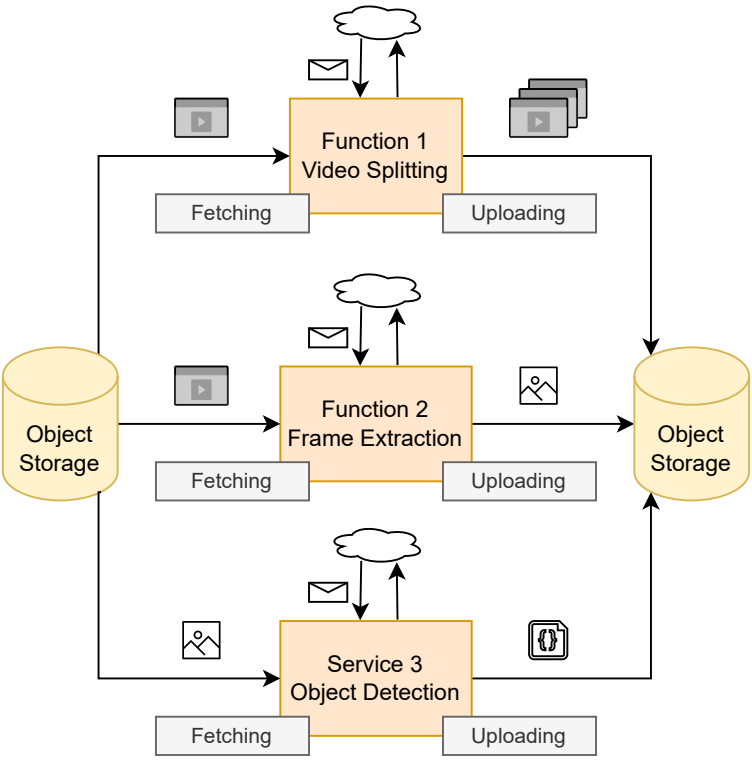 Function 1
Video Splitting
Fetching
Uploading
Function 2
Frame Extraction
Object
Storage
Object
Storage
Fetching
Uploading
{}
Service 3
Object Detection
Fetching
Uploading